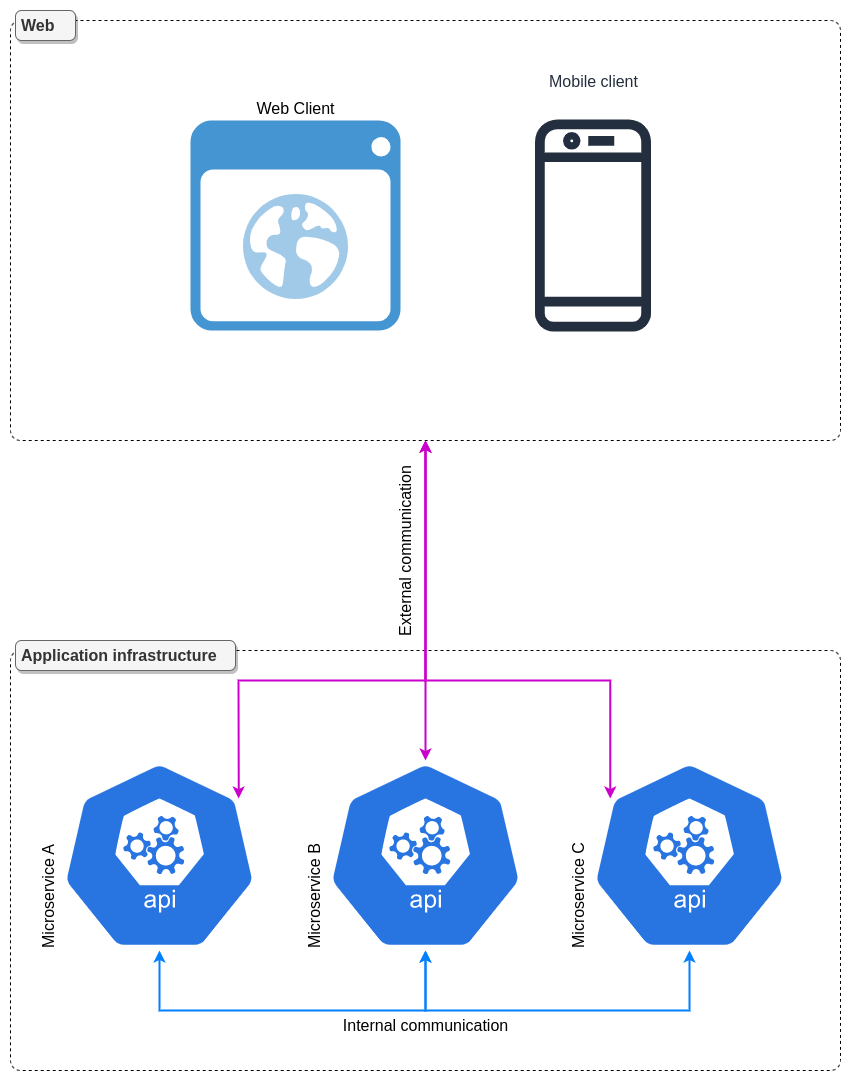 Web
Mobile client
Web Client
External communication
Application infrastructure
Microservice A
api
Microservice B
api
Microservice C
api
Internal communication